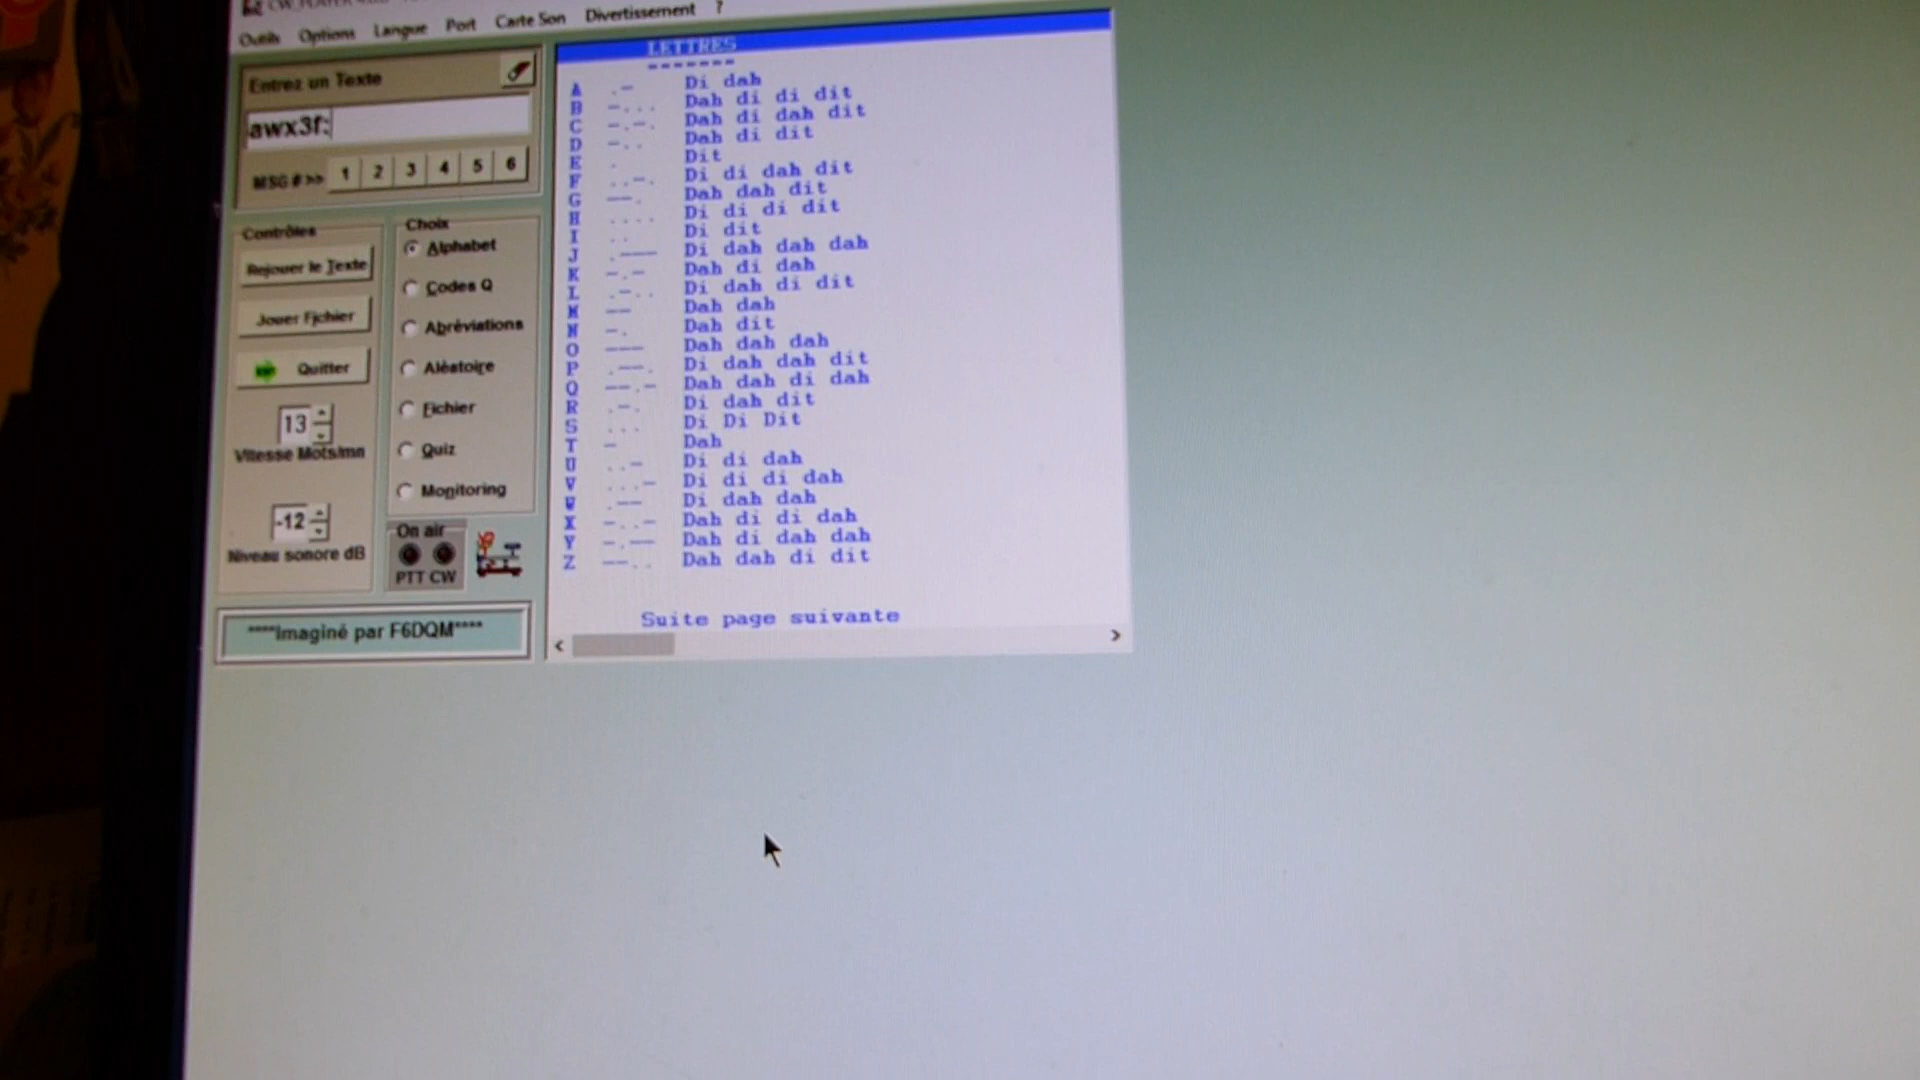 CW_PLAYER
Outils Options Langue Port Carte Son Divertissement ?
Entrez un Texte
awx3f:
MSG # >> 1 2 3 4 5 6
Contrôles
Rejouer le Texte
Jouer Fichier
Quitter
13
Vitesse Mots/mn
-12
Niveau sonore dB
Choix
Alphabet
Codes Q
Abréviations
Aléatoire
Fichier
Quiz
Monitoring
On air
PTT CW
****Imaginé par F6DQM****
LETTRES
-------
A .- Di dah
B -... Dah di di dit
C -.-. Dah di dah dit
D -.. Dah di dit
E . Dit
F ..-. Di di dah dit
G --. Dah dah dit
H .... Di di di dit
I .. Di dit
J .--- Di dah dah dah
K -.- Dah di dah
L .-.. Di dah di dit
M -- Dah dah
N -. Dah dit
O --- Dah dah dah
P .--. Di dah dah dit
Q --.- Dah dah di dah
R .-. Di dah dit
S ... Di Di Dit
T - Dah
U ..- Di di dah
V ...- Di di di dah
W .-- Di dah dah
X -..- Dah di di dah
Y -.-- Dah di dah dah
Z --.. Dah dah di dit
Suite page suivante